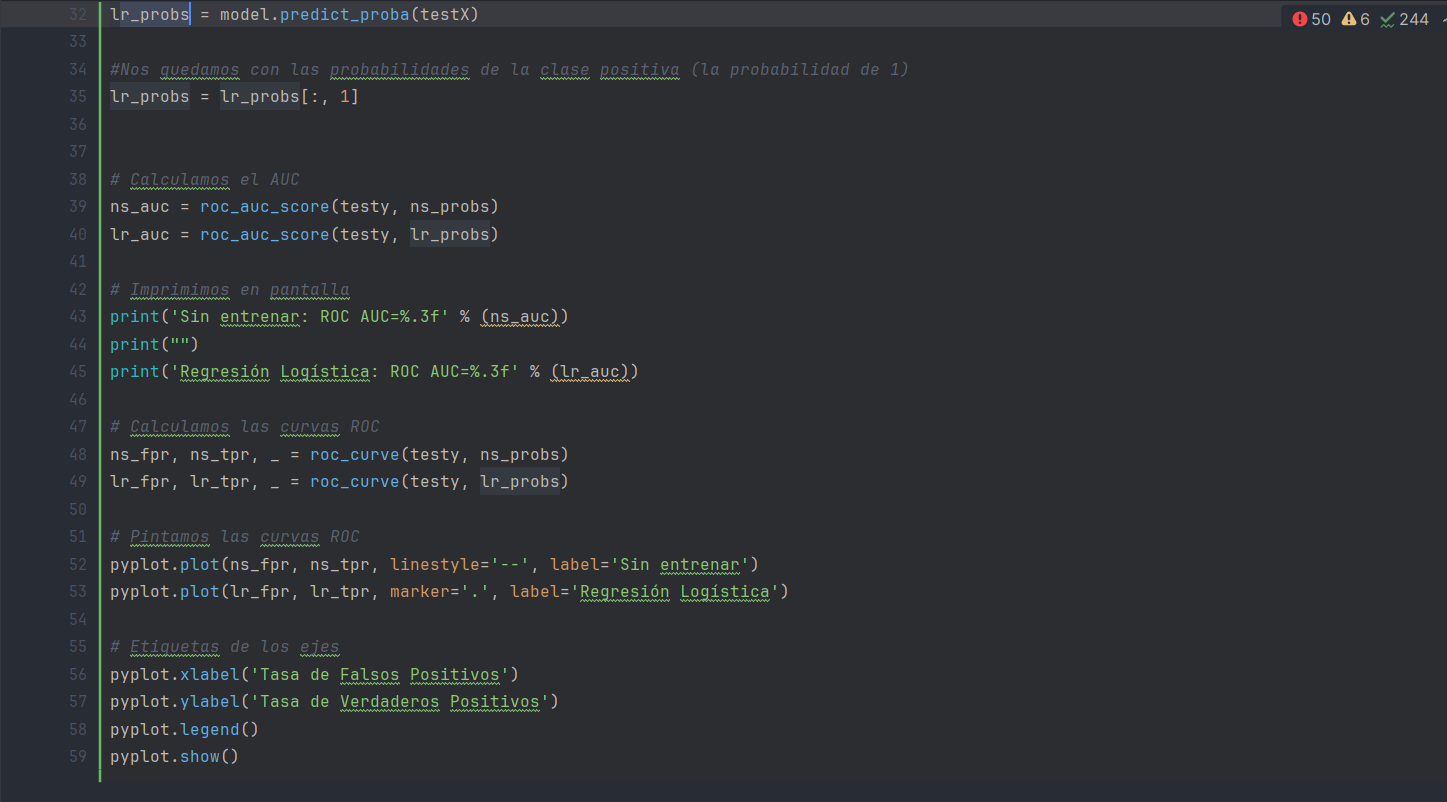 32 lr_probs = model.predict_proba(testX)
50 6 244
33
34 #Nos quedamos con las probabilidades de la clase positiva (la probabilidad de 1)
35 lr_probs = lr_probs[:, 1]
36
37
38 # Calculamos el AUC
39 ns_auc = roc_auc_score(testy, ns_probs)
40 lr_auc = roc_auc_score(testy, lr_probs)
41
42 # Imprimimos en pantalla
43 print('Sin entrenar: ROC AUC=%.3f' % (ns_auc))
44 print("")
45 print('Regresión Logística: ROC AUC=%.3f' % (lr_auc))
46
47 # Calculamos las curvas ROC
48 ns_fpr, ns_tpr, _ = roc_curve(testy, ns_probs)
49 lr_fpr, lr_tpr, _ = roc_curve(testy, lr_probs)
50
51 # Pintamos las curvas ROC
52 pyplot.plot(ns_fpr, ns_tpr, linestyle='--', label='Sin entrenar')
53 pyplot.plot(lr_fpr, lr_tpr, marker='.', label='Regresión Logística')
54
55 # Etiquetas de los ejes
56 pyplot.xlabel('Tasa de Falsos Positivos')
57 pyplot.ylabel('Tasa de Verdaderos Positivos')
58 pyplot.legend()
59 pyplot.show()